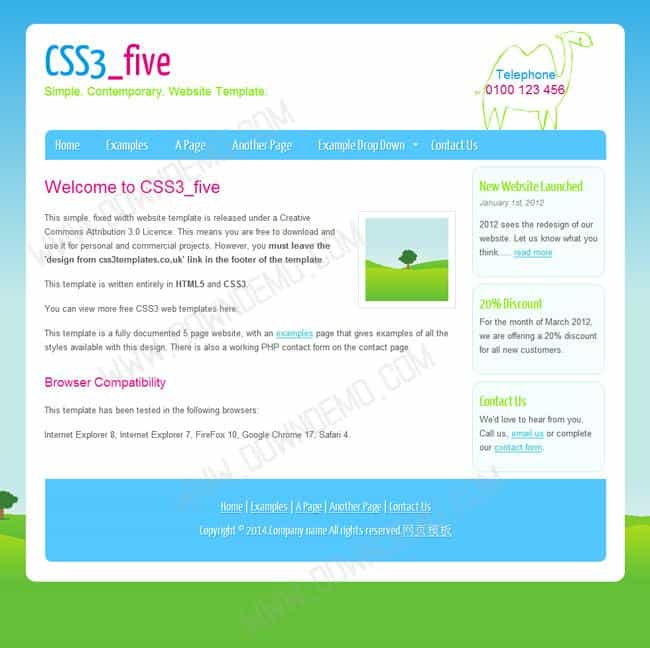 CSS3_five
Simple. Contemporary. Website Template.
Telephone
0100 123 456
Home Examples A Page Another Page Example Drop Down Contact Us
Welcome to CSS3_five
This simple, fixed width website template is released under a Creative
Commons Attribution 3.0 Licence. This means you are free to download and
use it for personal and commercial projects. However, you must leave the
'design from css3templates.co.uk' link in the footer of the template.
This template is written entirely in HTML5 and CSS3.
You can view more free CSS3 web templates here.
This template is a fully documented 5 page website, with an examples page that gives examples of all the
styles available with this design. There is also a working PHP contact form on the contact page.
Browser Compatibility
This template has been tested in the following browsers:
Internet Explorer 8, Internet Explorer 7, FireFox 10, Google Chrome 17, Safari 4.
New Website Launched
January 1st, 2012
2012 sees the redesign of our
website. Let us know what you
think..... read more
20% Discount
For the month of March 2012,
we are offering a 20% discount
for all new customers.
Contact Us
We'd love to hear from you.
Call us, email us or complete
our contact form.
Home | Examples | A Page | Another Page | Contact Us
Copyright © 2014.Company name All rights reserved.网页模板
WWW.DOWNDEMO.COM
WWW.DOWNDEMO.COM
WWW.DOWNDEMO.COM
WWW.DOWNDEMO.COM
WWW.DOWNDEMO.COM